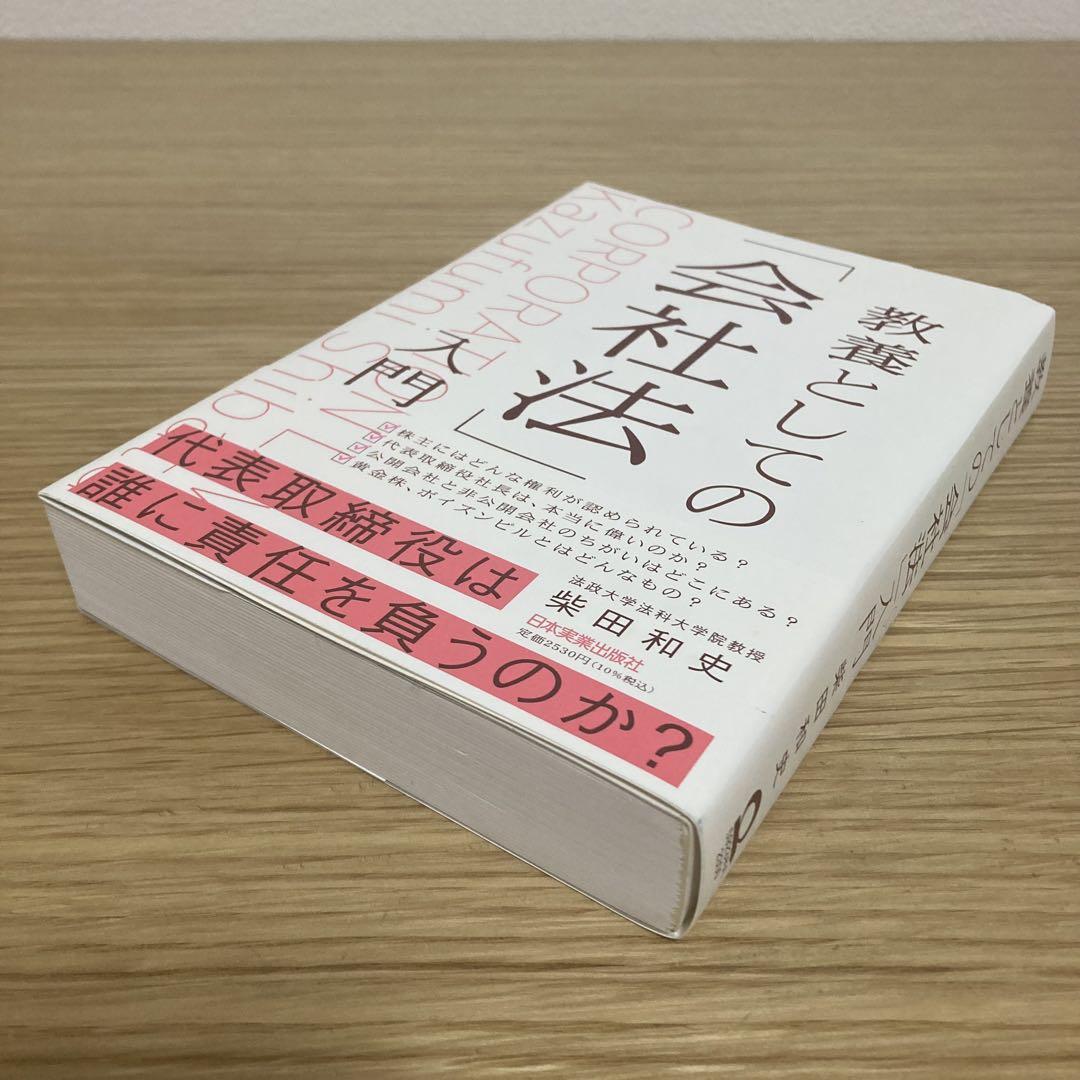 教養としての
「会社法」
入門
CORPORATION
Kazufumi Shiba
株主にはどんな権利が認められている?
代表取締役社長は、本当に偉いのか?
公開会社と非公開会社のちがいはどこにある?
黄金株、ポイズンピルとはどんなもの?
代表取締役は
誰に責任を負うのか?
法政大学法科大学院教授
柴田和史
日本実業出版社
定価2530円(10%税込)
教養としての「会社法」入門 柴田和史